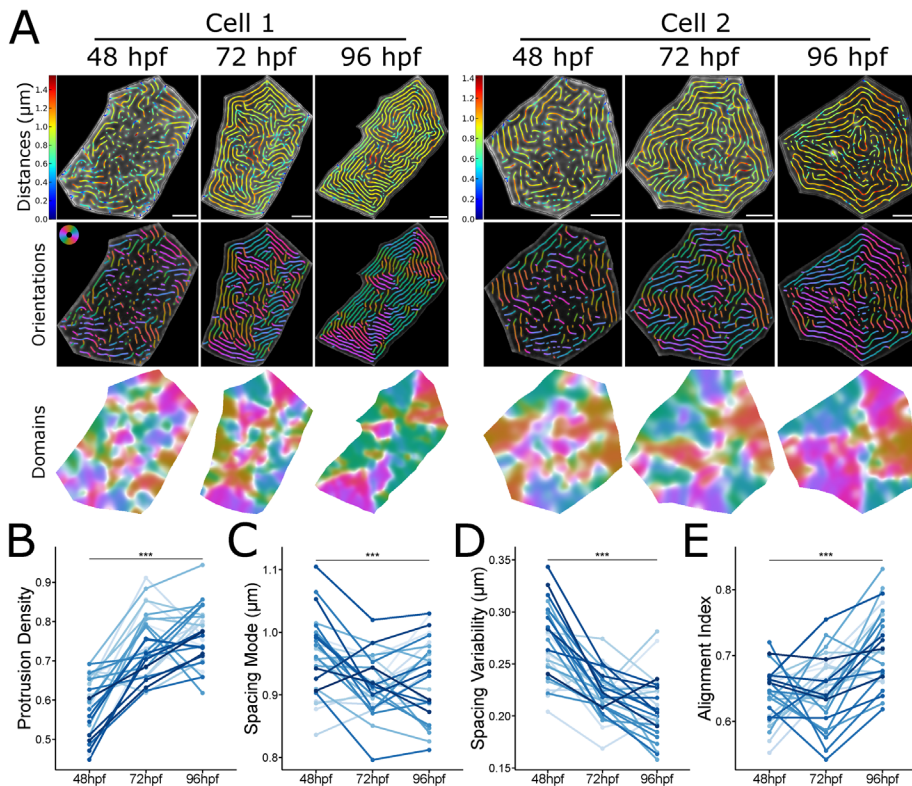 A
Cell 1
Cell 2
48 hpf 72 hpf 96 hpf
48 hpf 72 hpf 96 hpf
Distances (µm)
1.4
1.2
1.0
0.8
0.6
0.4
0.2
0.0
1.4
1.2
1.0
0.8
0.6
0.4
0.2
0.0
Orientations
Domains
B
***
Protrusion Density
0.9
0.8
0.7
0.6
0.5
48hpf 72hpf 96hpf
C
***
Spacing Mode (µm)
1.1
1.0
0.9
0.8
48hpf 72hpf 96hpf
D
***
Spacing Variability (µm)
0.35
0.30
0.25
0.20
0.15
48hpf 72hpf 96hpf
E
***
Alignment Index
0.8
0.7
0.6
48hpf 72hpf 96hpf